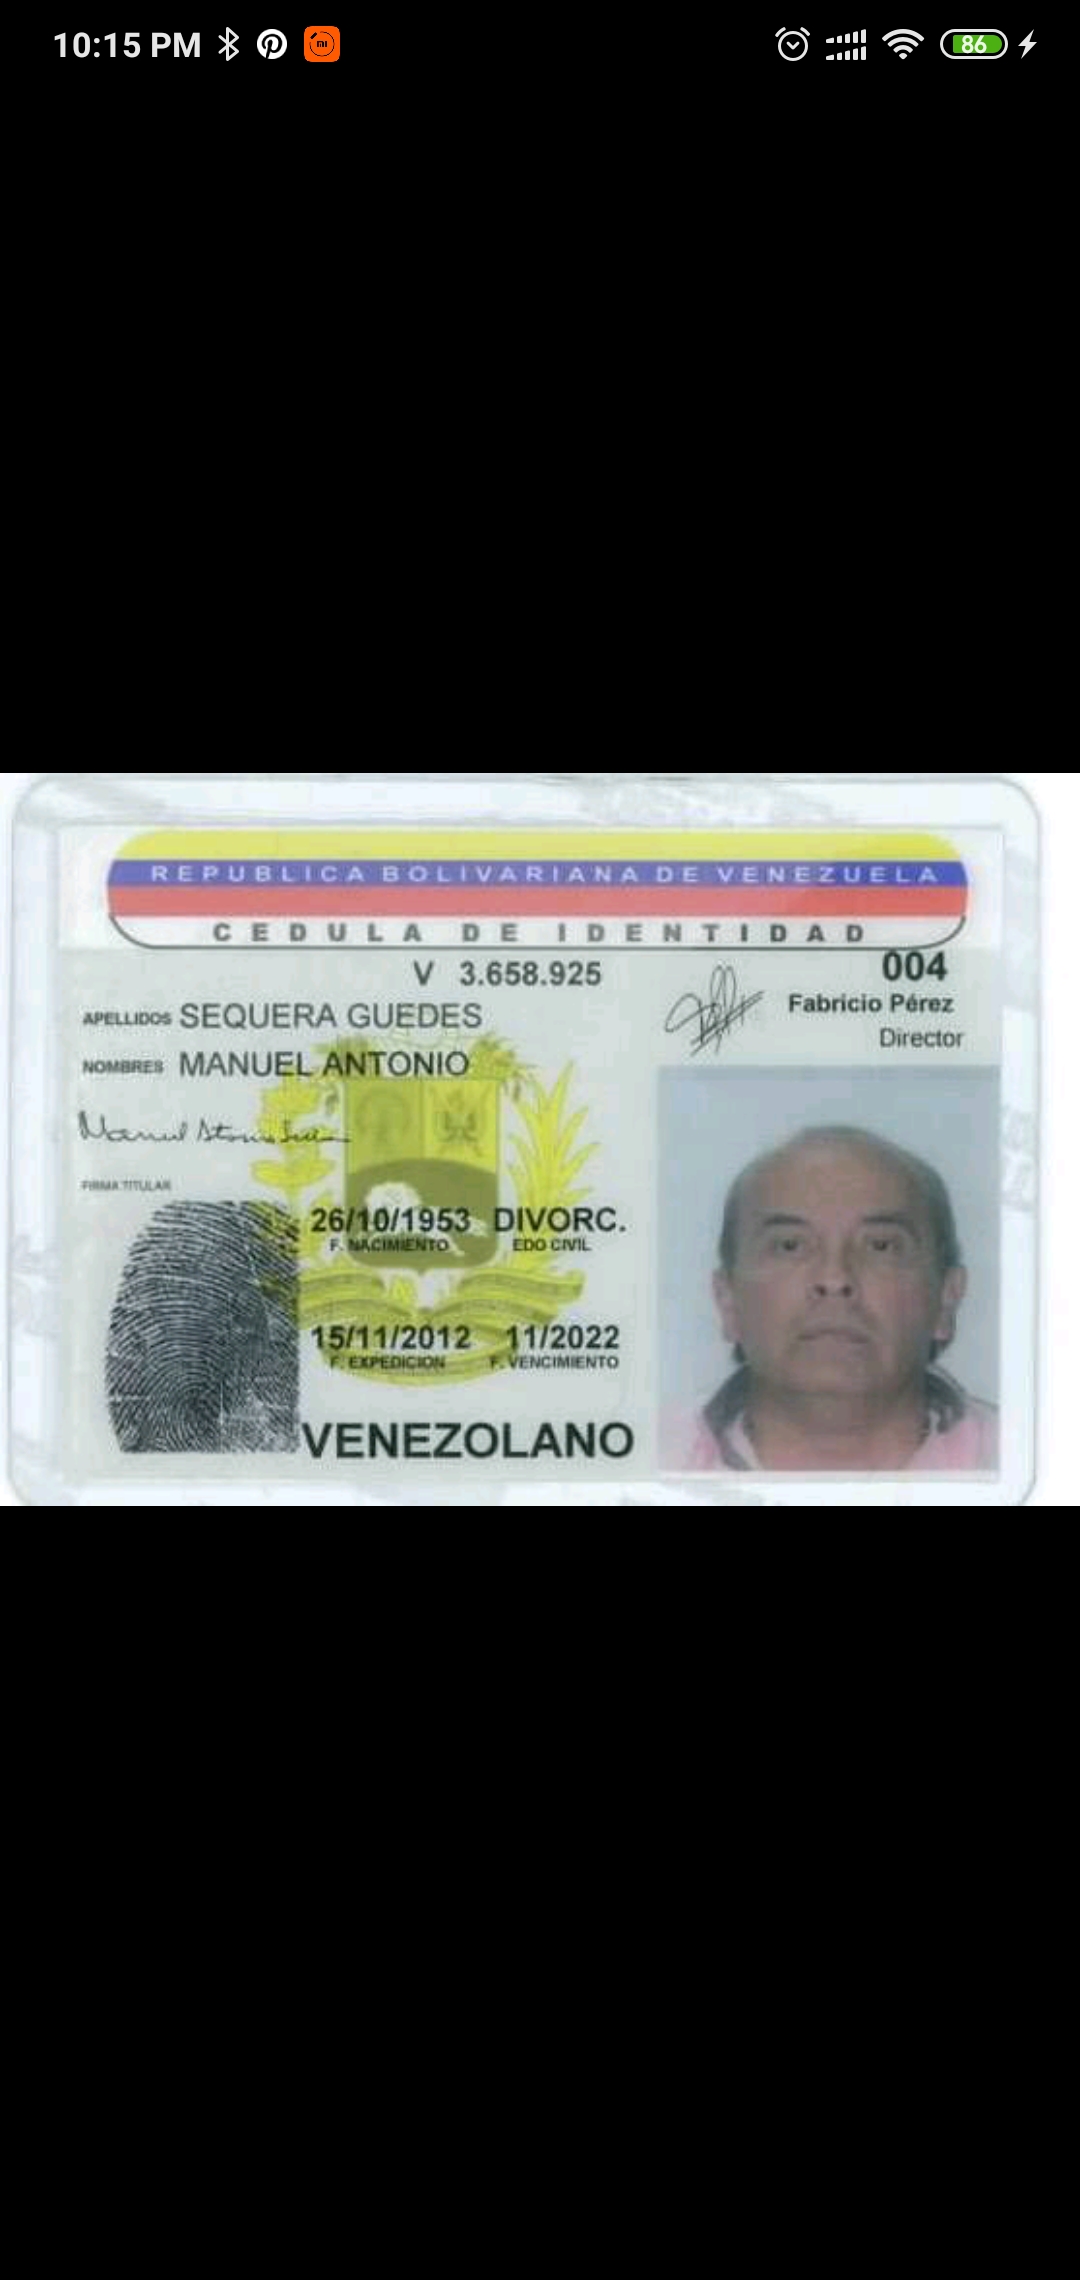 10:15 PM
86
REPUBLICA BOLIVARIANA DE VENEZUELA
CEDULA DE IDENTIDAD
V 3.658.925
004
Fabricio Pérez
Director
APELLIDOS SEQUERA GUEDES
NOMBRES MANUEL ANTONIO
Manuel Antonio
FIRMA TITULAR
26/10/1953 DIVORC.
F. NACIMIENTO EDO CIVIL
15/11/2012 11/2022
F. EXPEDICION F. VENCIMIENTO
VENEZOLANO